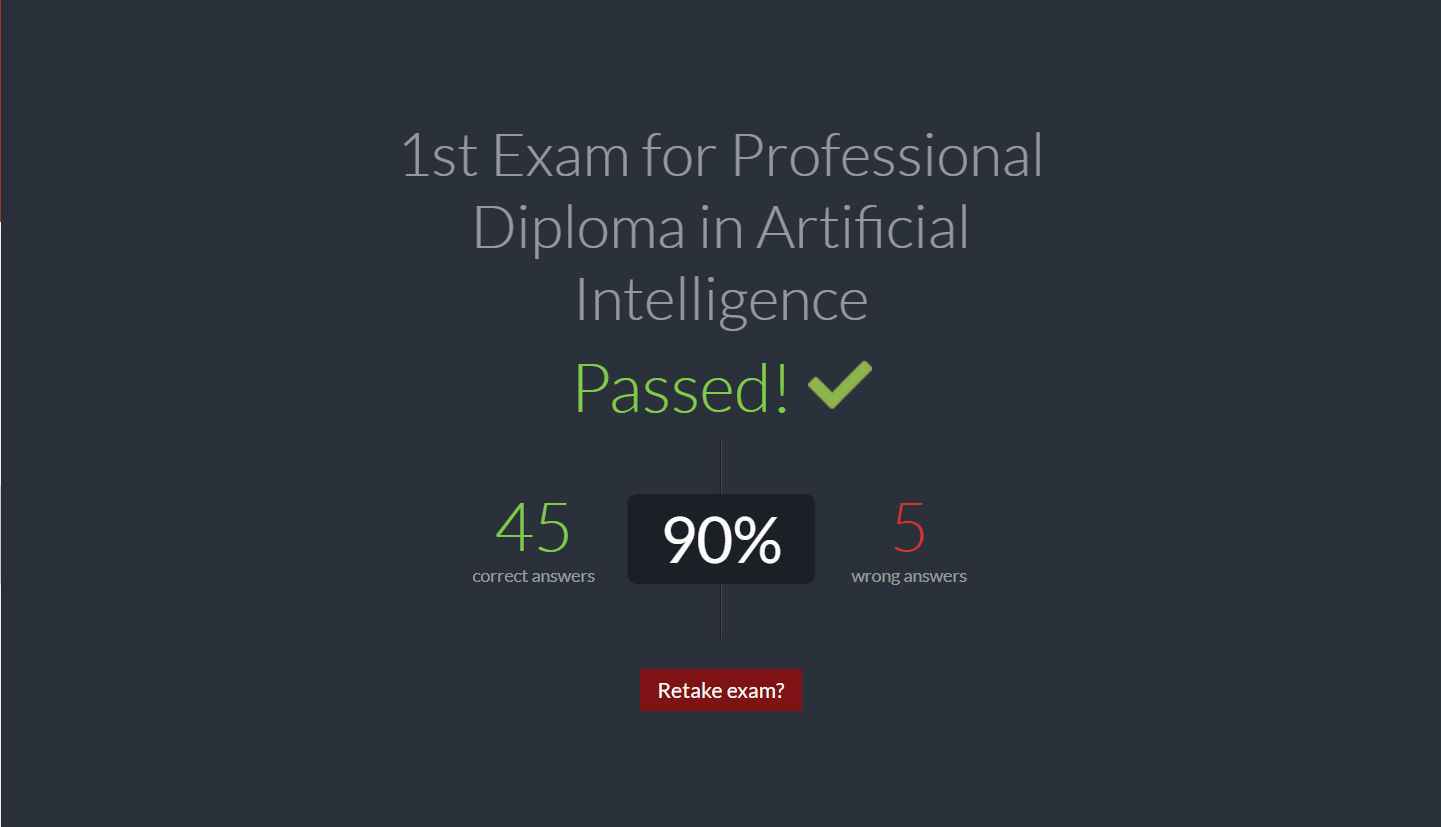 1st Exam for Professional
Diploma in Artificial
Intelligence
Passed!
45
correct answers
90%
5
wrong answers
Retake exam?